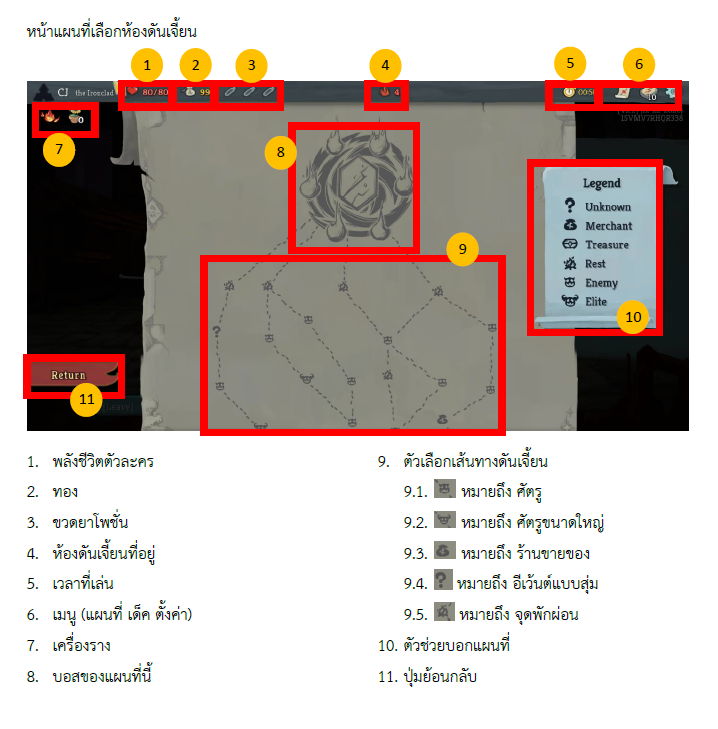 หน้าแผนที่เลือกห้องดันเจี้ยน
1 2 3 4 5 6
CJ the Ironclad 80/80 99 4 00:50 10
0 1SVMV7RHQR338
7
8
Legend
Unknown
Merchant
Treasure
Rest
Enemy
Elite
9
10
Return
11
1. พลังชีวิตตัวละคร
2. ทอง
3. ขวดยาโพชั่น
4. ห้องดันเจี้ยนที่อยู่
5. เวลาที่เล่น
6. เมนู (แผนที่ เด็ค ตั้งค่า)
7. เครื่องราง
8. บอสของแผนที่นี้
9. ตัวเลือกเส้นทางดันเจี้ยน
9.1. หมายถึง ศัตรู
9.2. หมายถึง ศัตรูขนาดใหญ่
9.3. หมายถึง ร้านขายของ
9.4. หมายถึง อีเว้นต์แบบสุ่ม
9.5. หมายถึง จุดพักผ่อน
10. ตัวช่วยบอกแผนที่
11. ปุ่มย้อนกลับ